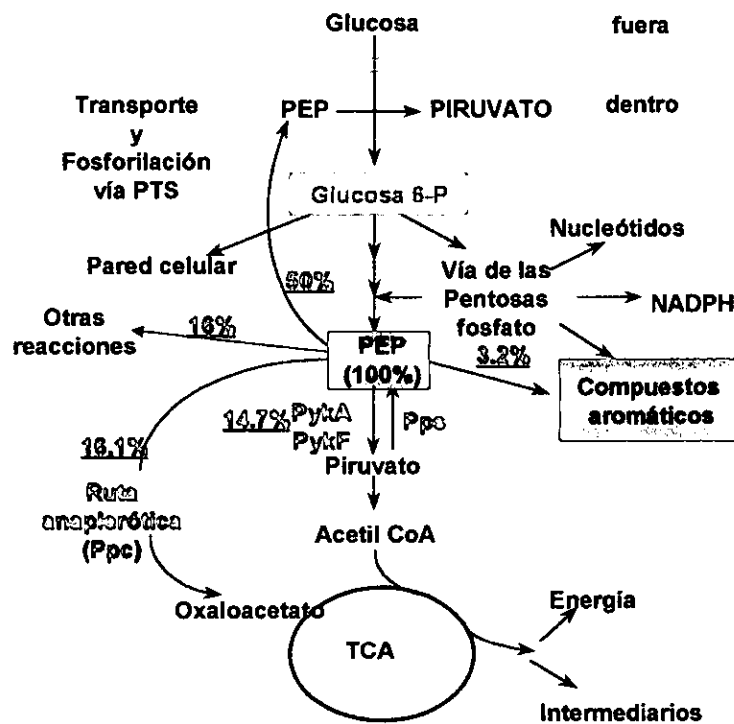 Glucosa
fuera
Transporte
y
Fosforilación
vía PTS
PEP
PIRUVATO
dentro
Glucosa 6-P
Nucleótidos
Pared celular
Vía de las
Pentosas
fosfato
NADPH
50%
Otras
reacciones
16%
PEP
(100%)
3.2%
Compuestos
aromáticos
14.7%
PykA
PykF
Pps
16.1%
Piruvato
Ruta
anaplerótica
(Ppc)
Acetil CoA
Oxaloacetato
TCA
Energía
Intermediarios